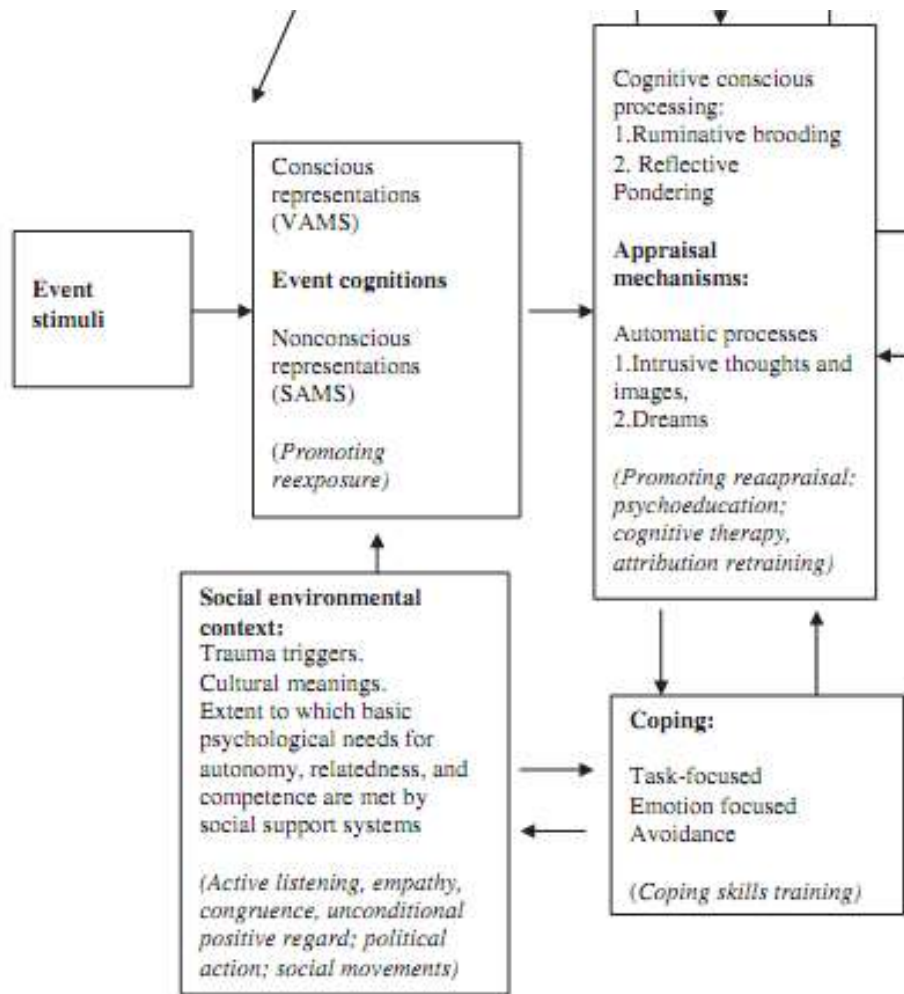 Event
stimuli
Conscious
representations
(VAMS)
Event cognitions
Nonconscious
representations
(SAMS)
(Promoting
reexposure)
Cognitive conscious
processing:
1.Ruminative brooding
2. Reflective
Pondering
Appraisal
mechanisms:
Automatic processes
1.Intrusive thoughts and
images,
2.Dreams
(Promoting reaapraisal:
psychoeducation;
cognitive therapy,
attribution retraining)
Social environmental
context:
Trauma triggers.
Cultural meanings.
Extent to which basic
psychological needs for
autonomy, relatedness, and
competence are met by
social support systems
(Active listening, empathy,
congruence, unconditional
positive regard; political
action; social movements)
Coping:
Task-focused
Emotion focused
Avoidance
(Coping skills training)